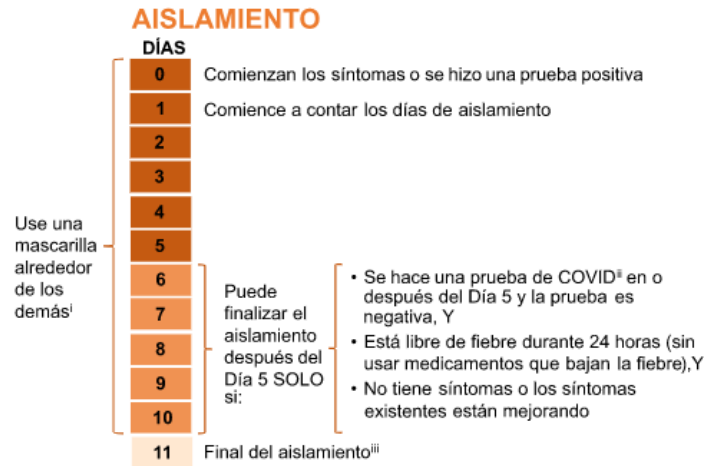 AISLAMIENTO
DÍAS
0 Comienzan los síntomas o se hizo una prueba positiva
1 Comience a contar los días de aislamiento
2
3
4
5
6
7
8
9
10
11 Final del aislamientoⁱⁱⁱ
Use una
mascarilla
alrededor
de los
demásⁱ
Puede
finalizar el
aislamiento
después del
Día 5 SOLO
si:
• Se hace una prueba de COVIDⁱⁱ en o
después del Día 5 y la prueba es
negativa, Y
• Está libre de fiebre durante 24 horas (sin
usar medicamentos que bajan la fiebre),Y
• No tiene síntomas o los síntomas
existentes están mejorando